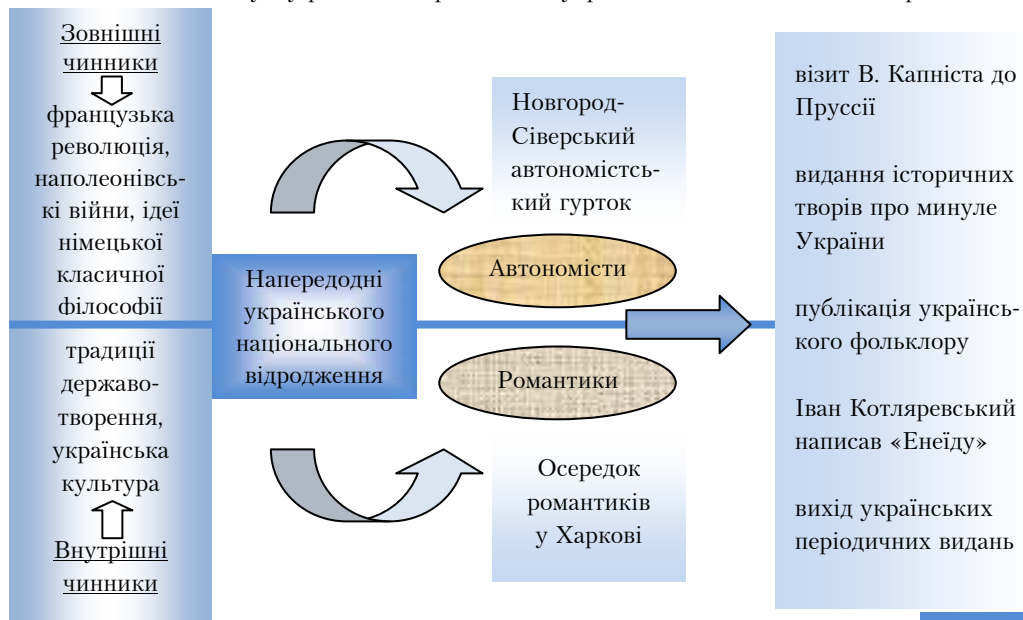 Зовнішні
чинники
французька
революція,
наполеонівсь-
кі війни, ідеї
німецької
класичної
філософії
традиції
державо-
творення,
українська
культура
Внутрішні
чинники
Напередодні
українського
національного
відродження
Новгород-
Сіверський
автономістсь-
кий гурток
Автономісти
Романтики
Осередок
романтиків
у Харкові
візит В. Капніста до
Пруссії
видання історичних
творів про минуле
України
публікація українсь-
кого фольклору
Іван Котляревський
написав «Енеїду»
вихід українських
періодичних видань